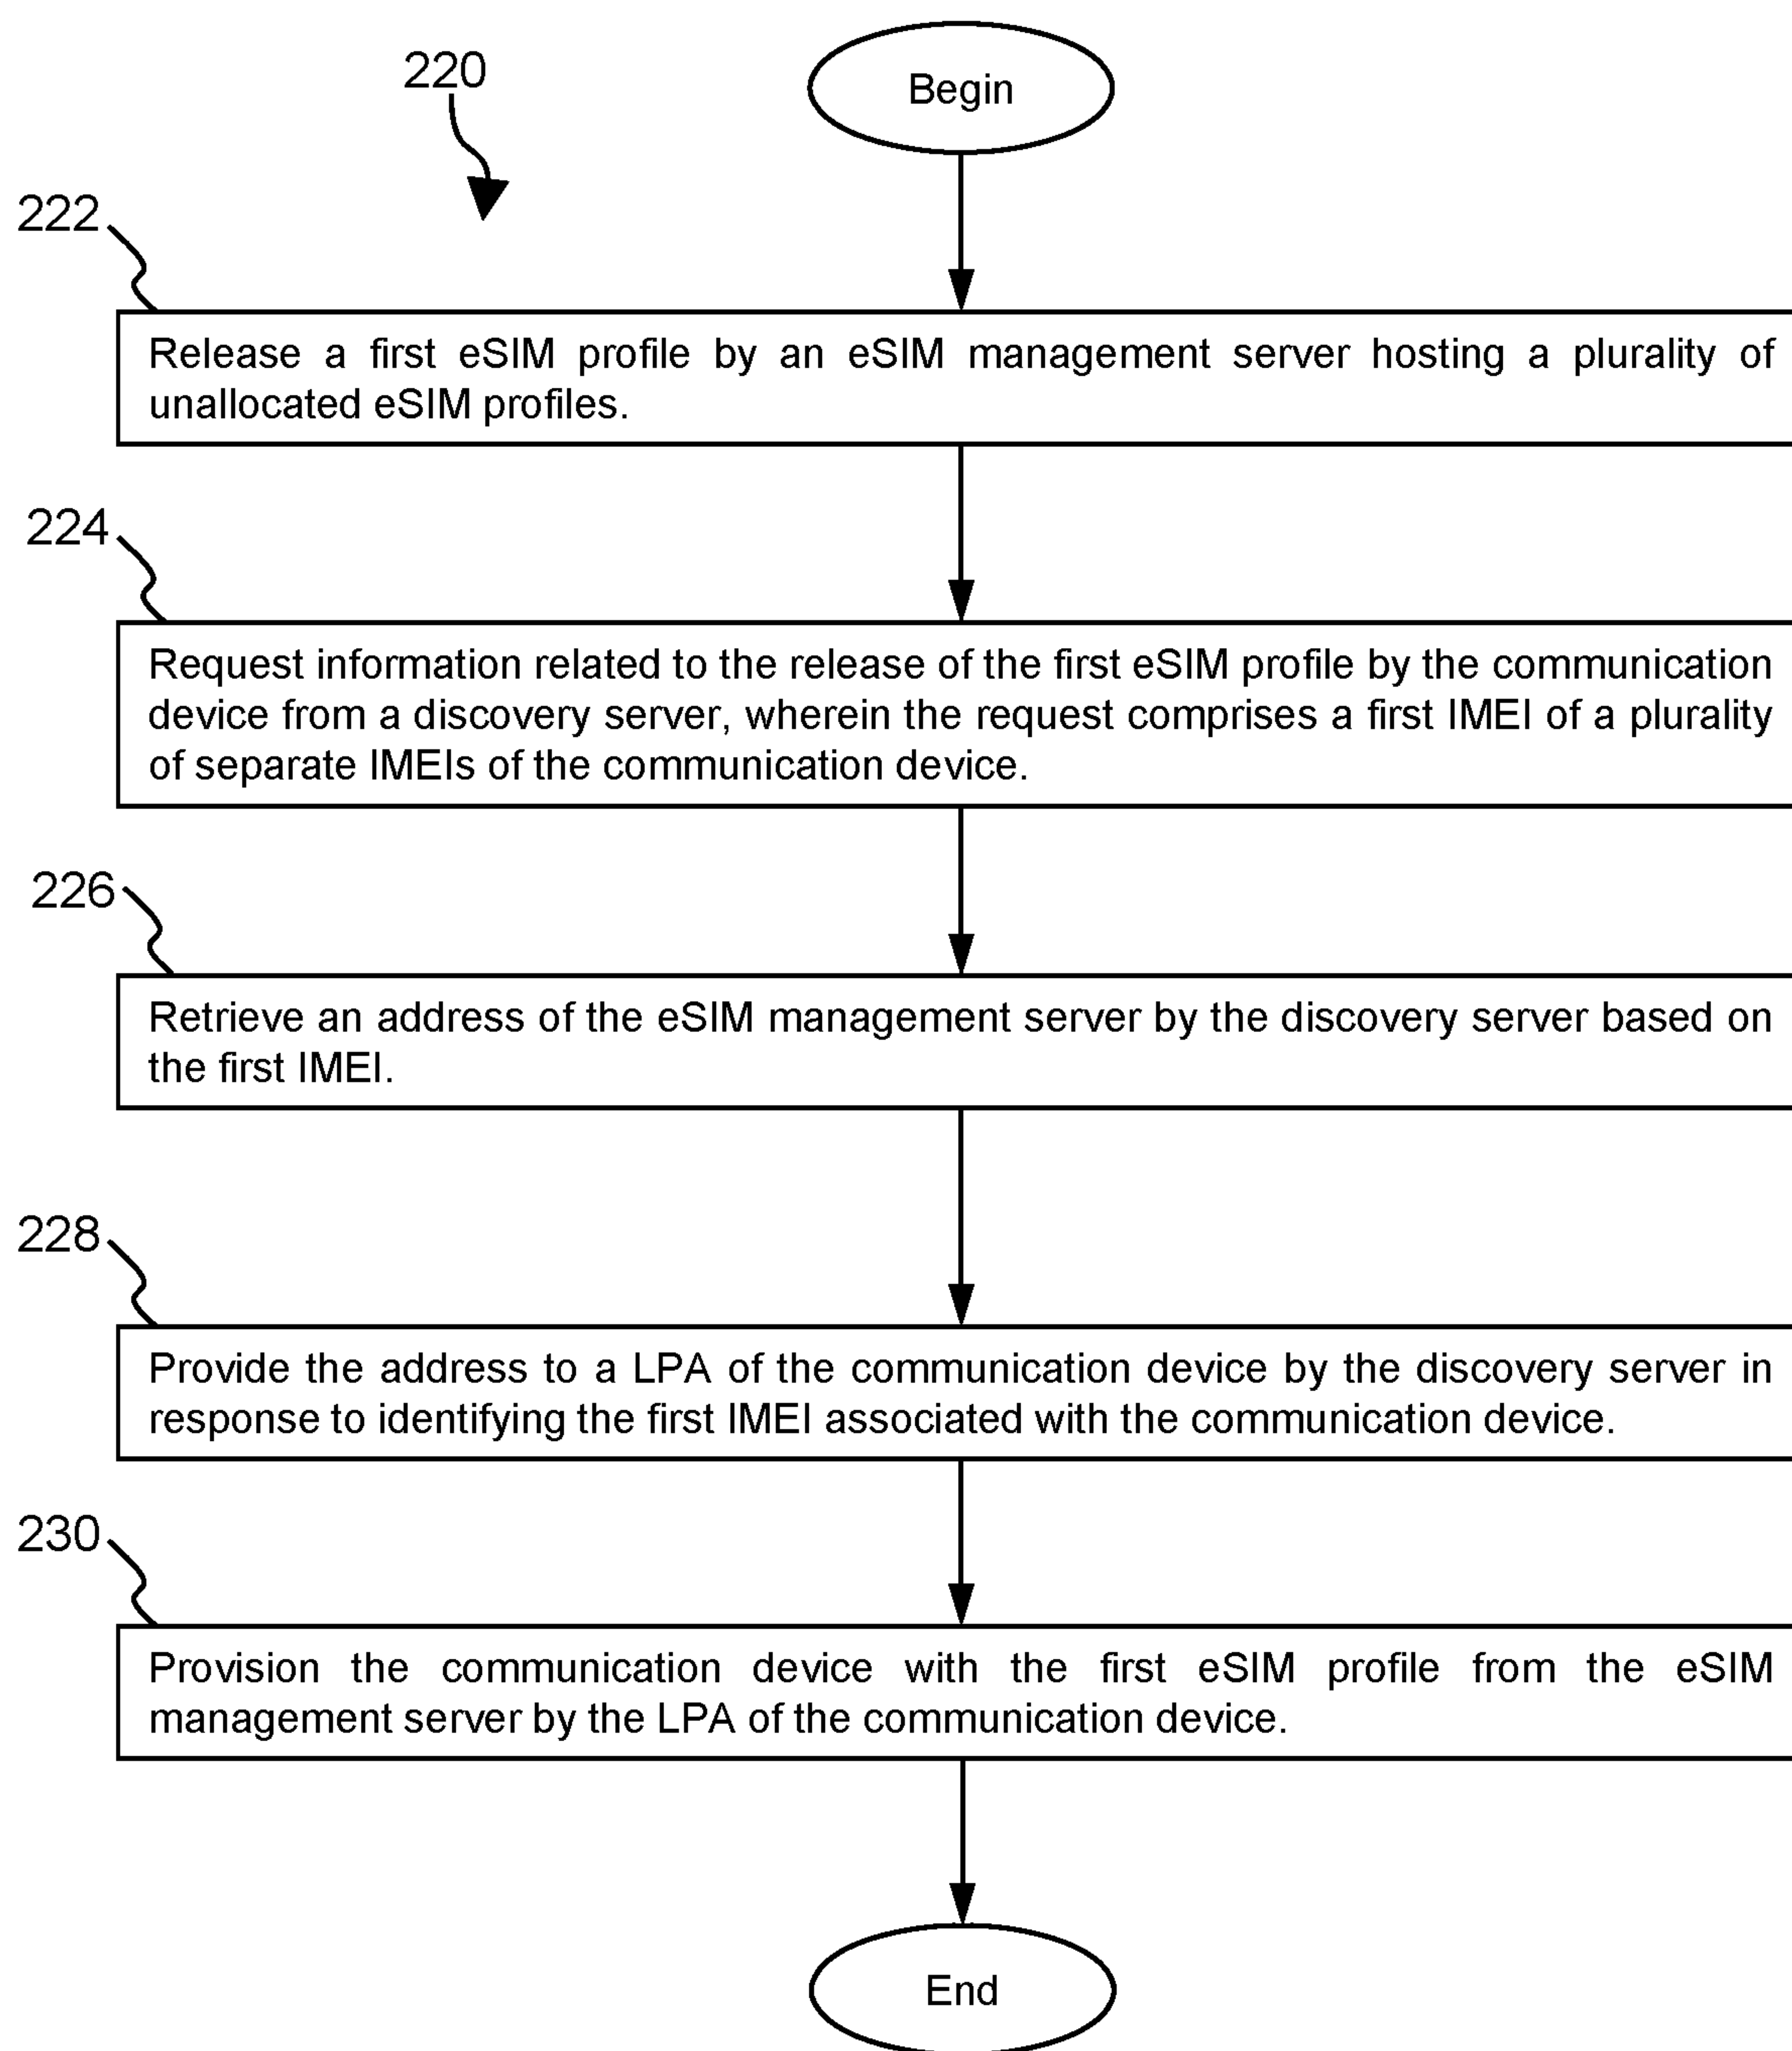 220
Begin
222
Release a first eSIM profile by an eSIM management server hosting a plurality of
unallocated eSIM profiles.
224
Request information related to the release of the first eSIM profile by the communication
device from a discovery server, wherein the request comprises a first IMEI of a plurality
of separate IMEIs of the communication device.
226
Retrieve an address of the eSIM management server by the discovery server based on
the first IMEI.
228
Provide the address to a LPA of the communication device by the discovery server in
response to identifying the first IMEI associated with the communication device.
230
Provision the communication device with the first eSIM profile from the eSIM
management server by the LPA of the communication device.
End